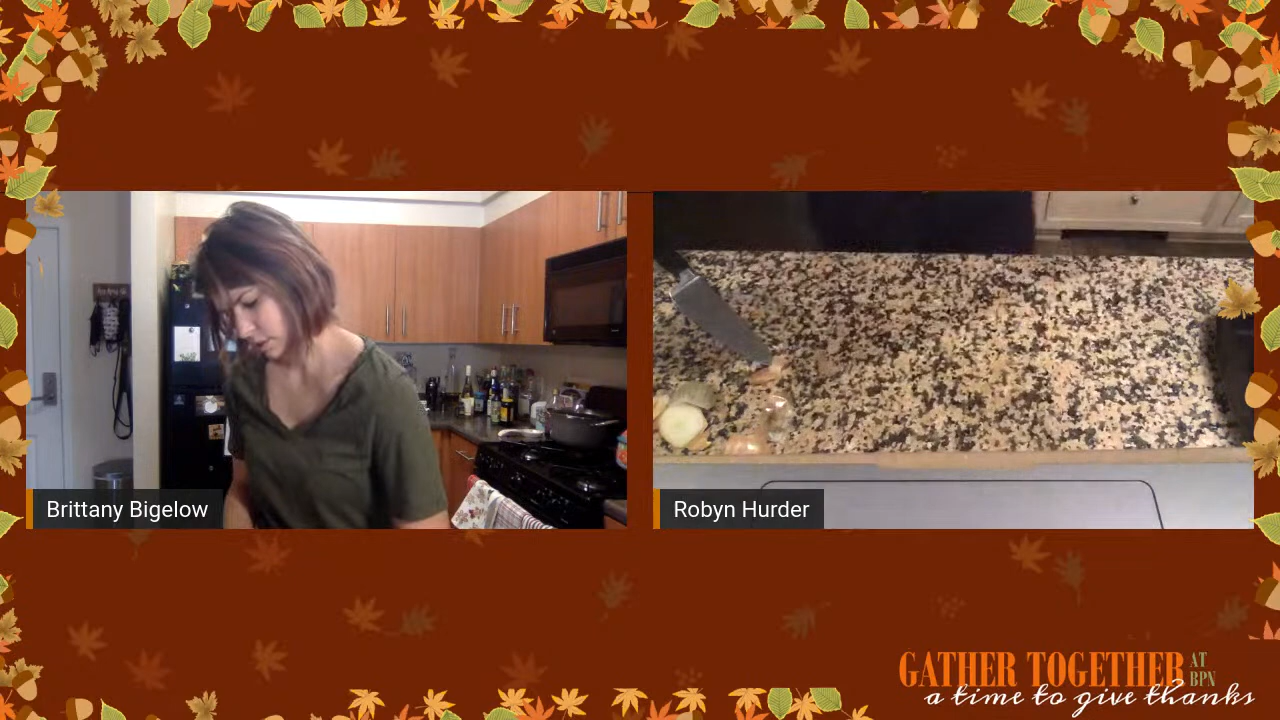 Brittany Bigelow
Robyn Hurder
GATHER TOGETHER AT BPN
a time to give thanks